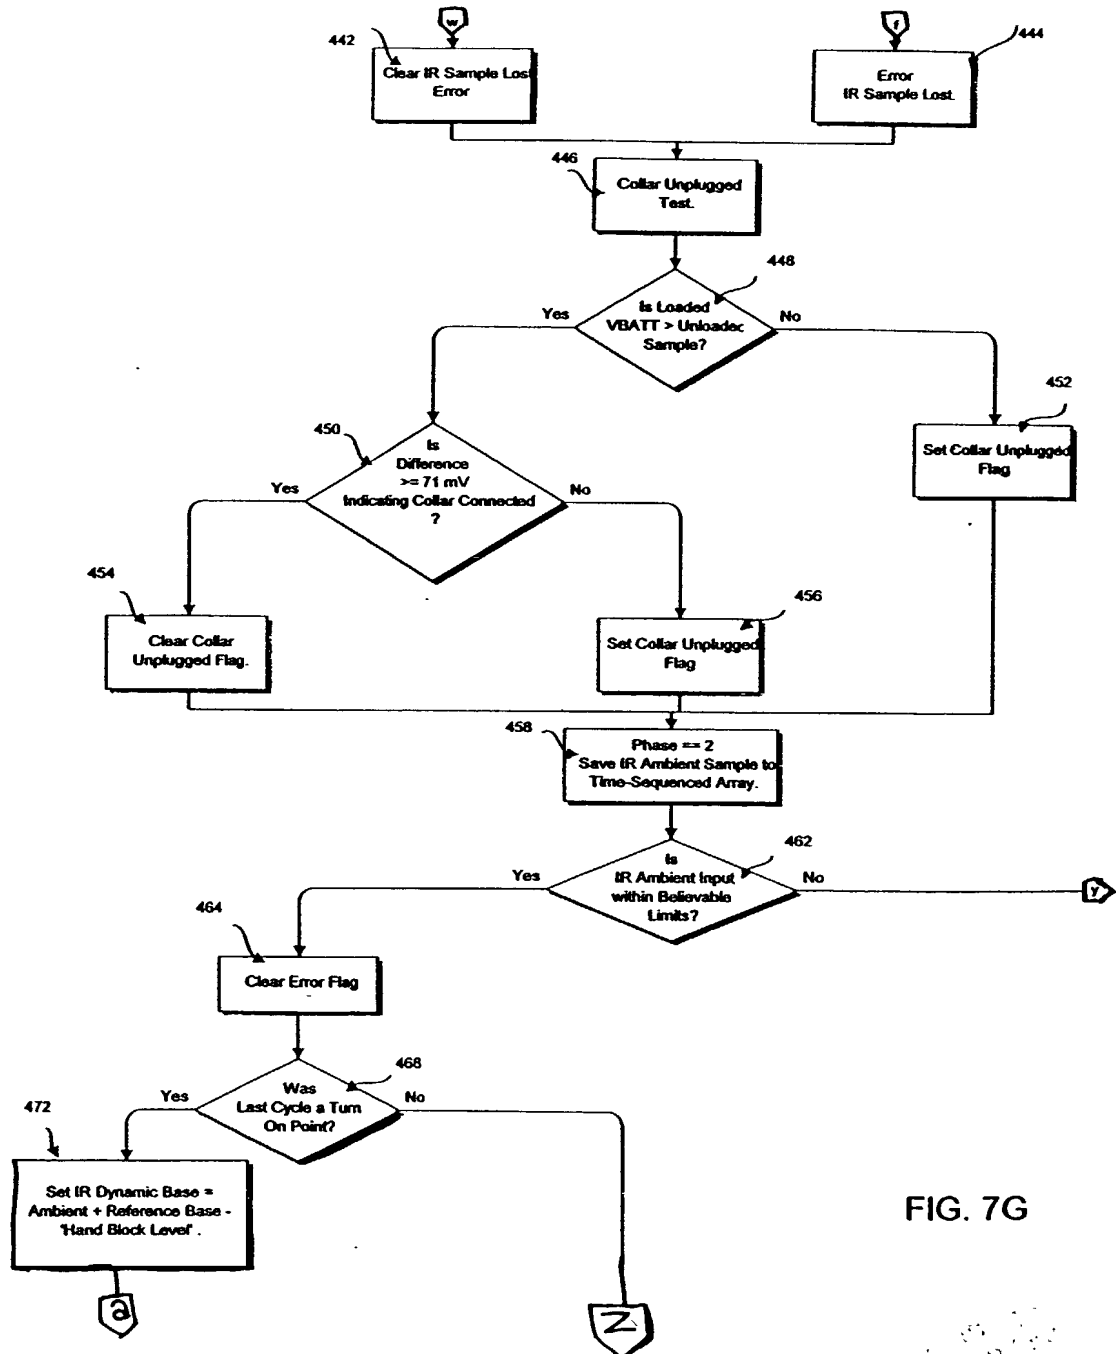 w
f
442
444
Clear IR Sample Lost
Error
Error
IR Sample Lost.
446
Collar Unplugged
Test.
448
Is Loaded
VBATT > Unloaded
Sample?
Yes
No
450
452
Is
Difference
>= 71 mV
Indicating Collar Connected
?
Set Collar Unplugged
Flag
Yes
No
454
456
Clear Collar
Unplugged Flag.
Set Collar Unplugged
Flag
458
Phase == 2
Save IR Ambient Sample to
Time-Sequenced Array.
462
Is
IR Ambient Input
within Believable
Limits?
Yes
No
y
464
Clear Error Flag
468
Was
Last Cycle a Turn
On Point?
Yes
No
472
Set IR Dynamic Base =
Ambient + Reference Base -
'Hand Block Level' .
FIG. 7G
a
Z